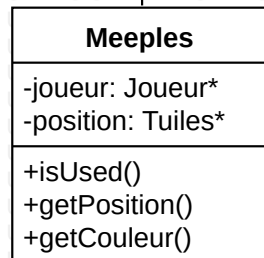 Meeples
-joueur: Joueur*
-position: Tuiles*
+isUsed()
+getPosition()
+getCouleur()